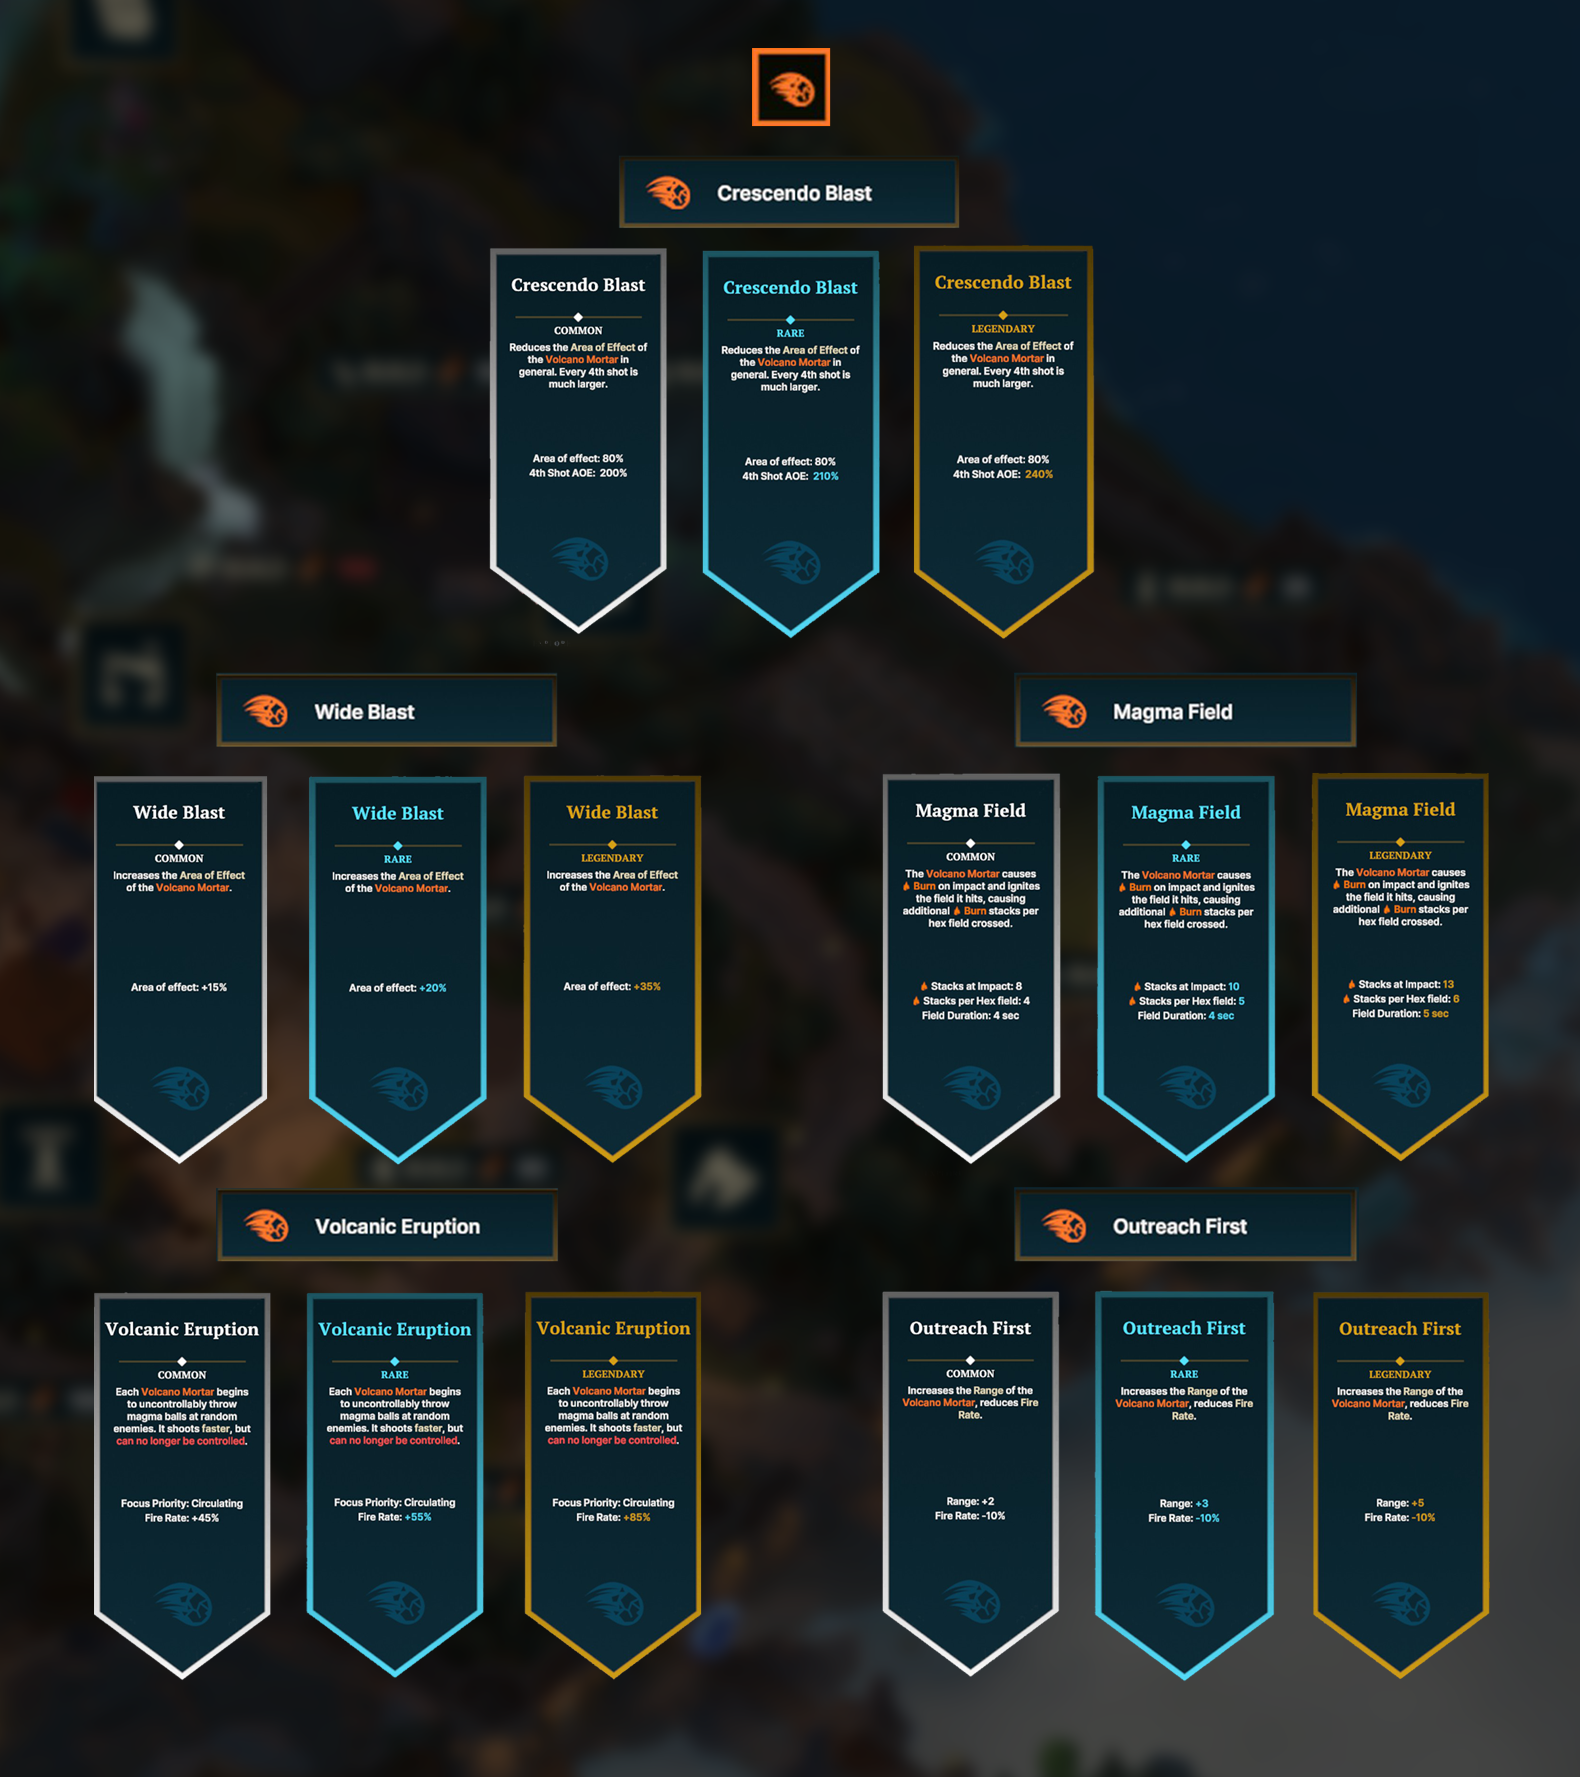 Crescendo Blast
Crescendo Blast
COMMON
Reduces the Area of Effect of
the Volcano Mortar in
general. Every 4th shot is
much larger.
Area of effect: 80%
4th Shot AOE: 200%
Crescendo Blast
RARE
Reduces the Area of Effect of
the Volcano Mortar in
general. Every 4th shot is
much larger.
Area of effect: 80%
4th Shot AOE: 210%
Crescendo Blast
LEGENDARY
Reduces the Area of Effect of
the Volcano Mortar in
general. Every 4th shot is
much larger.
Area of effect: 80%
4th Shot AOE: 240%
Wide Blast
Wide Blast
COMMON
Increases the Area of Effect
of the Volcano Mortar.
Area of effect: +15%
Wide Blast
RARE
Increases the Area of Effect
of the Volcano Mortar.
Area of effect: +20%
Wide Blast
LEGENDARY
Increases the Area of Effect
of the Volcano Mortar.
Area of effect: +35%
Magma Field
Magma Field
COMMON
The Volcano Mortar causes
Burn on impact and ignites
the field it hits, causing
additional Burn stacks per
hex field crossed.
Stacks at Impact: 8
Stacks per Hex field: 4
Field Duration: 4 sec
Magma Field
RARE
The Volcano Mortar causes
Burn on impact and ignites
the field it hits, causing
additional Burn stacks per
hex field crossed.
Stacks at Impact: 10
Stacks per Hex field: 5
Field Duration: 4 sec
Magma Field
LEGENDARY
The Volcano Mortar causes
Burn on impact and ignites
the field it hits, causing
additional Burn stacks per
hex field crossed.
Stacks at Impact: 13
Stacks per Hex field: 6
Field Duration: 5 sec
Volcanic Eruption
Volcanic Eruption
COMMON
Each Volcano Mortar begins
to uncontrollably throw
magma balls at random
enemies. It shoots faster, but
can no longer be controlled.
Focus Priority: Circulating
Fire Rate: +45%
Volcanic Eruption
RARE
Each Volcano Mortar begins
to uncontrollably throw
magma balls at random
enemies. It shoots faster, but
can no longer be controlled.
Focus Priority: Circulating
Fire Rate: +55%
Volcanic Eruption
LEGENDARY
Each Volcano Mortar begins
to uncontrollably throw
magma balls at random
enemies. It shoots faster, but
can no longer be controlled.
Focus Priority: Circulating
Fire Rate: +85%
Outreach First
Outreach First
COMMON
Increases the Range of the
Volcano Mortar, reduces Fire
Rate.
Range: +2
Fire Rate: -10%
Outreach First
RARE
Increases the Range of the
Volcano Mortar, reduces Fire
Rate.
Range: +3
Fire Rate: -10%
Outreach First
LEGENDARY
Increases the Range of the
Volcano Mortar, reduces Fire
Rate.
Range: +5
Fire Rate: -10%